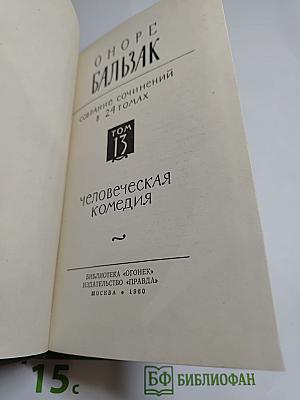 ОНОРЕ
БАЛЬЗАК
СОБРАНИЕ СОЧИНЕНИЙ
В 24 ТОМАХ
ТОМ
13
ЧЕЛОВЕЧЕСКАЯ
КОМЕДИЯ
БИБЛИОТЕКА «ОГОНЕК»
ИЗДАТЕЛЬСТВО «ПРАВДА»
МОСКВА • 1960
15с
БФ БИБЛИОФАН